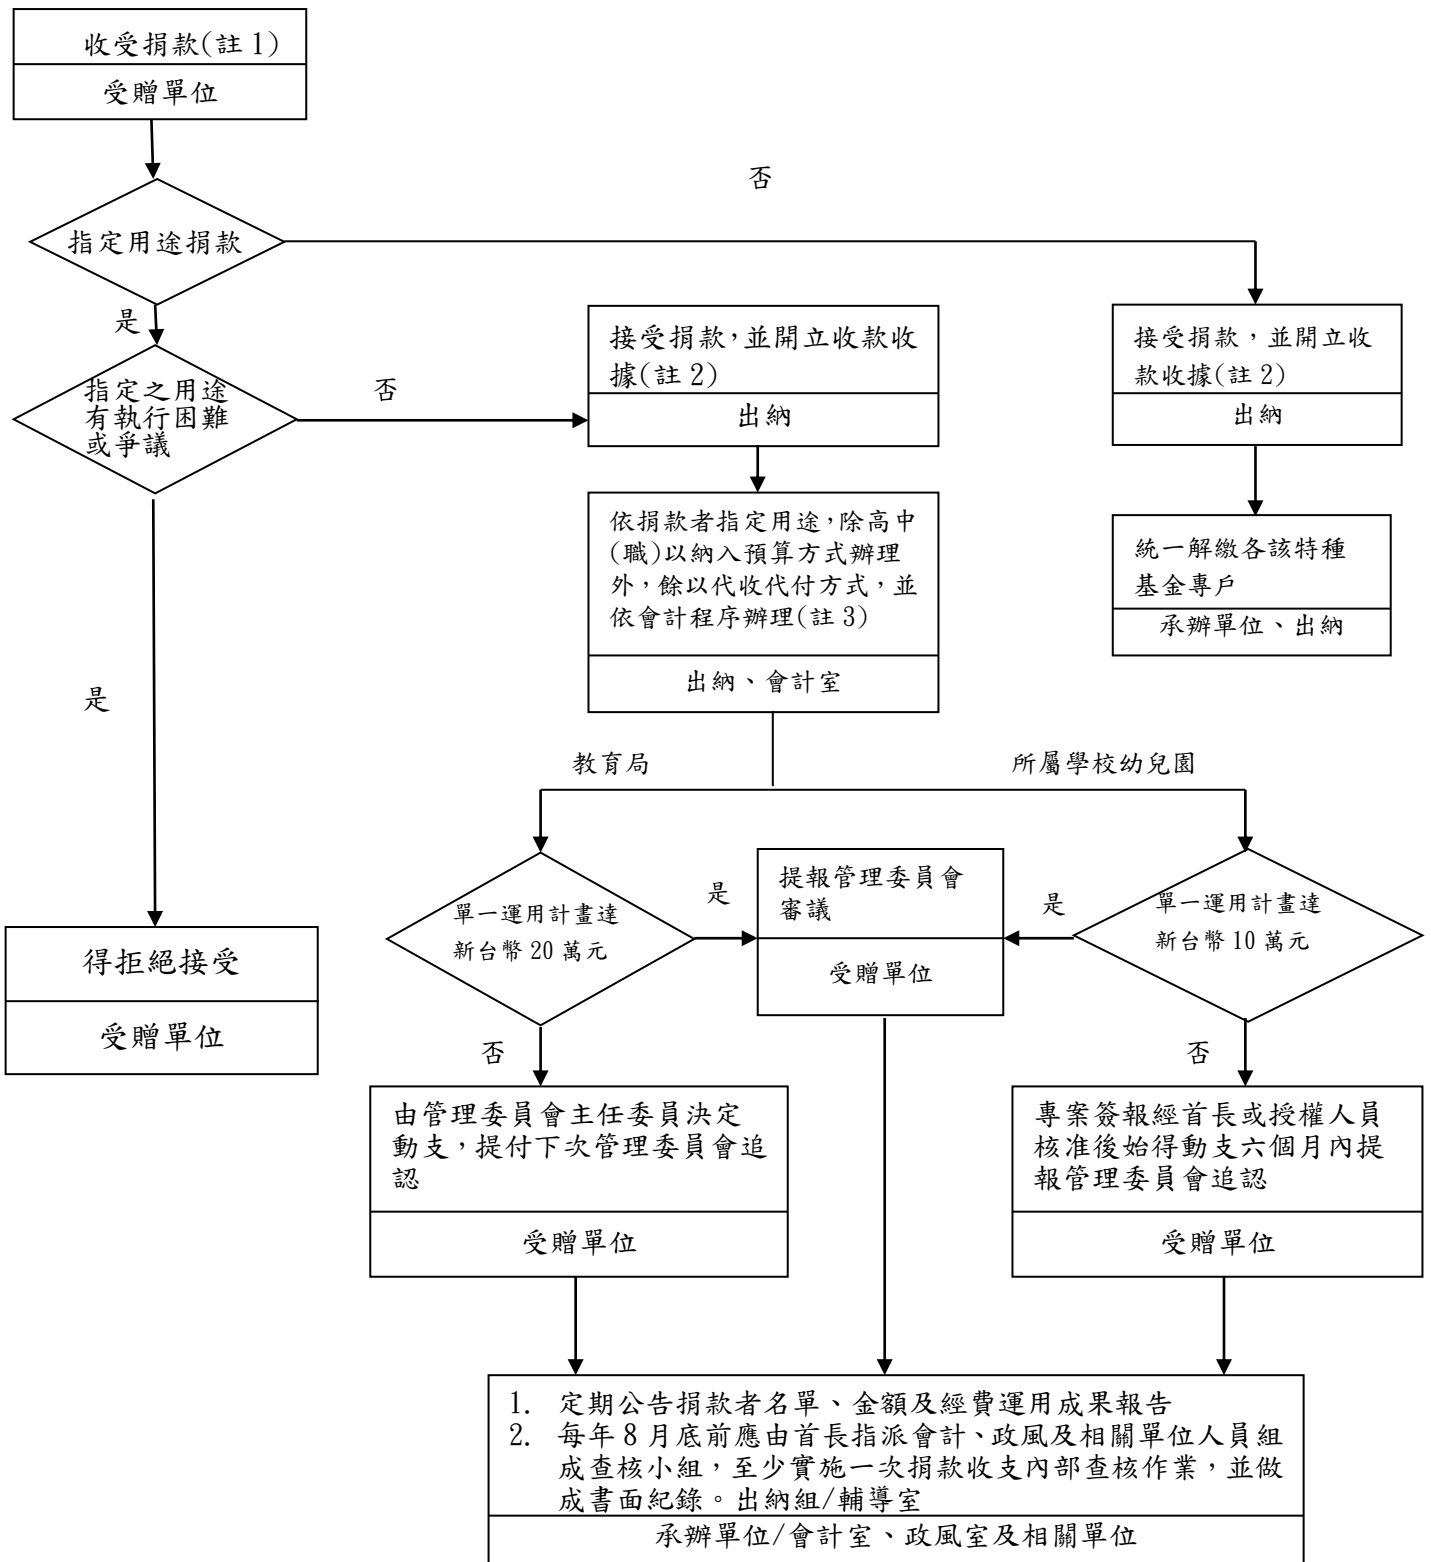 收受捐款(註1)
受贈單位
否
指定用途捐款
是
指定之用途
有執行困難
或爭議
否
接受捐款,並開立收款收
據(註2)
出納
接受捐款,並開立收
款收據(註2)
出納
依捐款者指定用途,除高中
(職)以納入預算方式辦理
外,餘以代收代付方式,並
依會計程序辦理(註3)
出納、會計室
統一解繳各該特種
基金專戶
承辦單位、出納
是
教育局
所屬學校幼兒園
單一運用計畫達
新台幣20萬元
是
提報管理委員會
審議
受贈單位
是
單一運用計畫達
新台幣10萬元
得拒絕接受
受贈單位
否
否
由管理委員會主任委員決定
動支,提付下次管理委員會追
認
受贈單位
專案簽報經首長或授權人員
核准後始得動支六個月內提
報管理委員會追認
受贈單位
1. 定期公告捐款者名單、金額及經費運用成果報告
2. 每年8月底前應由首長指派會計、政風及相關單位人員組
成查核小組,至少實施一次捐款收支內部查核作業,並做
成書面紀錄。出納組/輔導室
承辦單位/會計室、政風室及相關單位